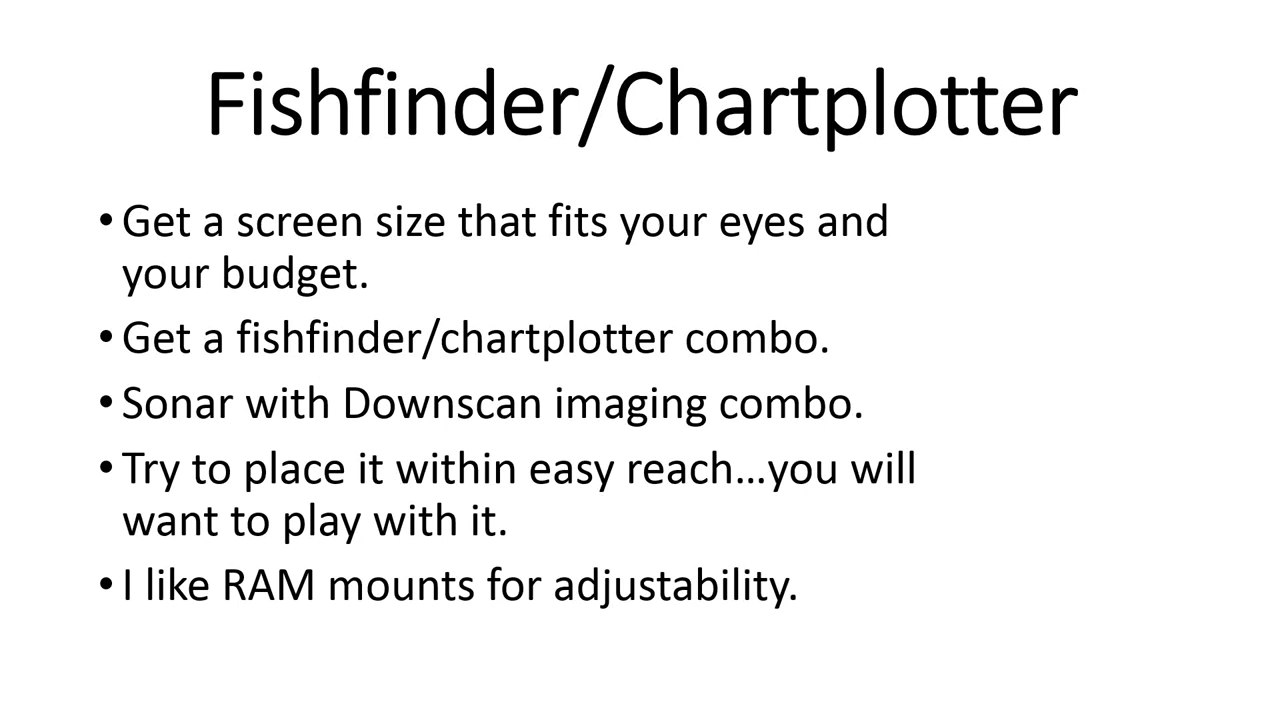 Fishfinder/Chartplotter
• Get a screen size that fits your eyes and
your budget.
• Get a fishfinder/chartplotter combo.
• Sonar with Downscan imaging combo.
• Try to place it within easy reach…you will
want to play with it.
• I like RAM mounts for adjustability.